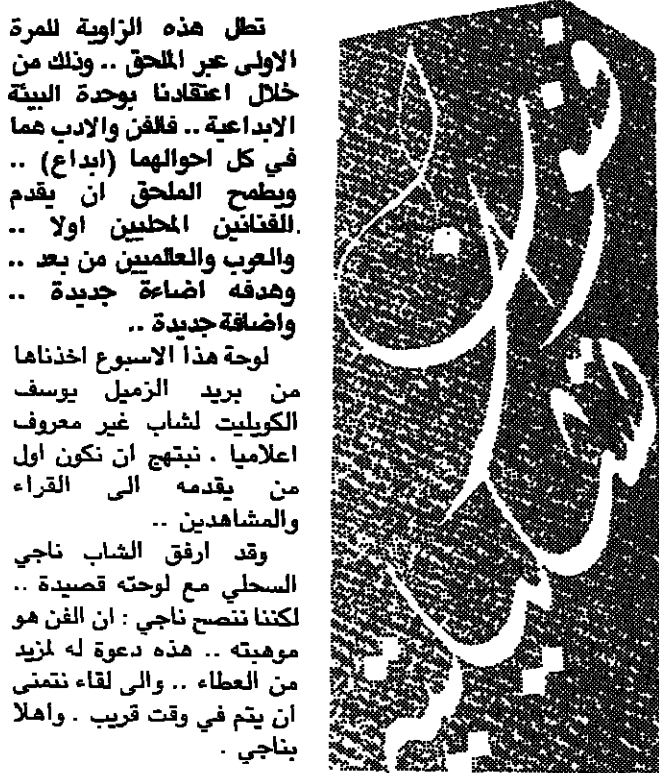 تطل هذه الزاوية للمرة
الاولى عبر الملحق .. وذلك من
خلال اعتقادنا بوحدة البيئة
الابداعية .. فالفن والادب هما
في كل احوالهما (ابداع) ..
ويطمح الملحق ان يقدم
للفنانين المحليين اولا ..
والعرب والعالميين من بعد ..
وهدفه اضاءة جديدة ..
واضافة جديدة ..
لوحة هذا الاسبوع اخذناها
من بريد الزميل يوسف
الكويليت لشاب غير معروف
اعلاميا . نبتهج ان نكون اول
من يقدمه الى القراء
والمشاهدين ..
وقد ارفق الشاب ناجي
السحلي مع لوحته قصيدة ..
لكننا ننصح ناجي : ان الفن هو
موهبته .. هذه دعوة له لمزيد
من العطاء .. والى لقاء نتمنى
ان يتم في وقت قريب . واهلا
بناجي .